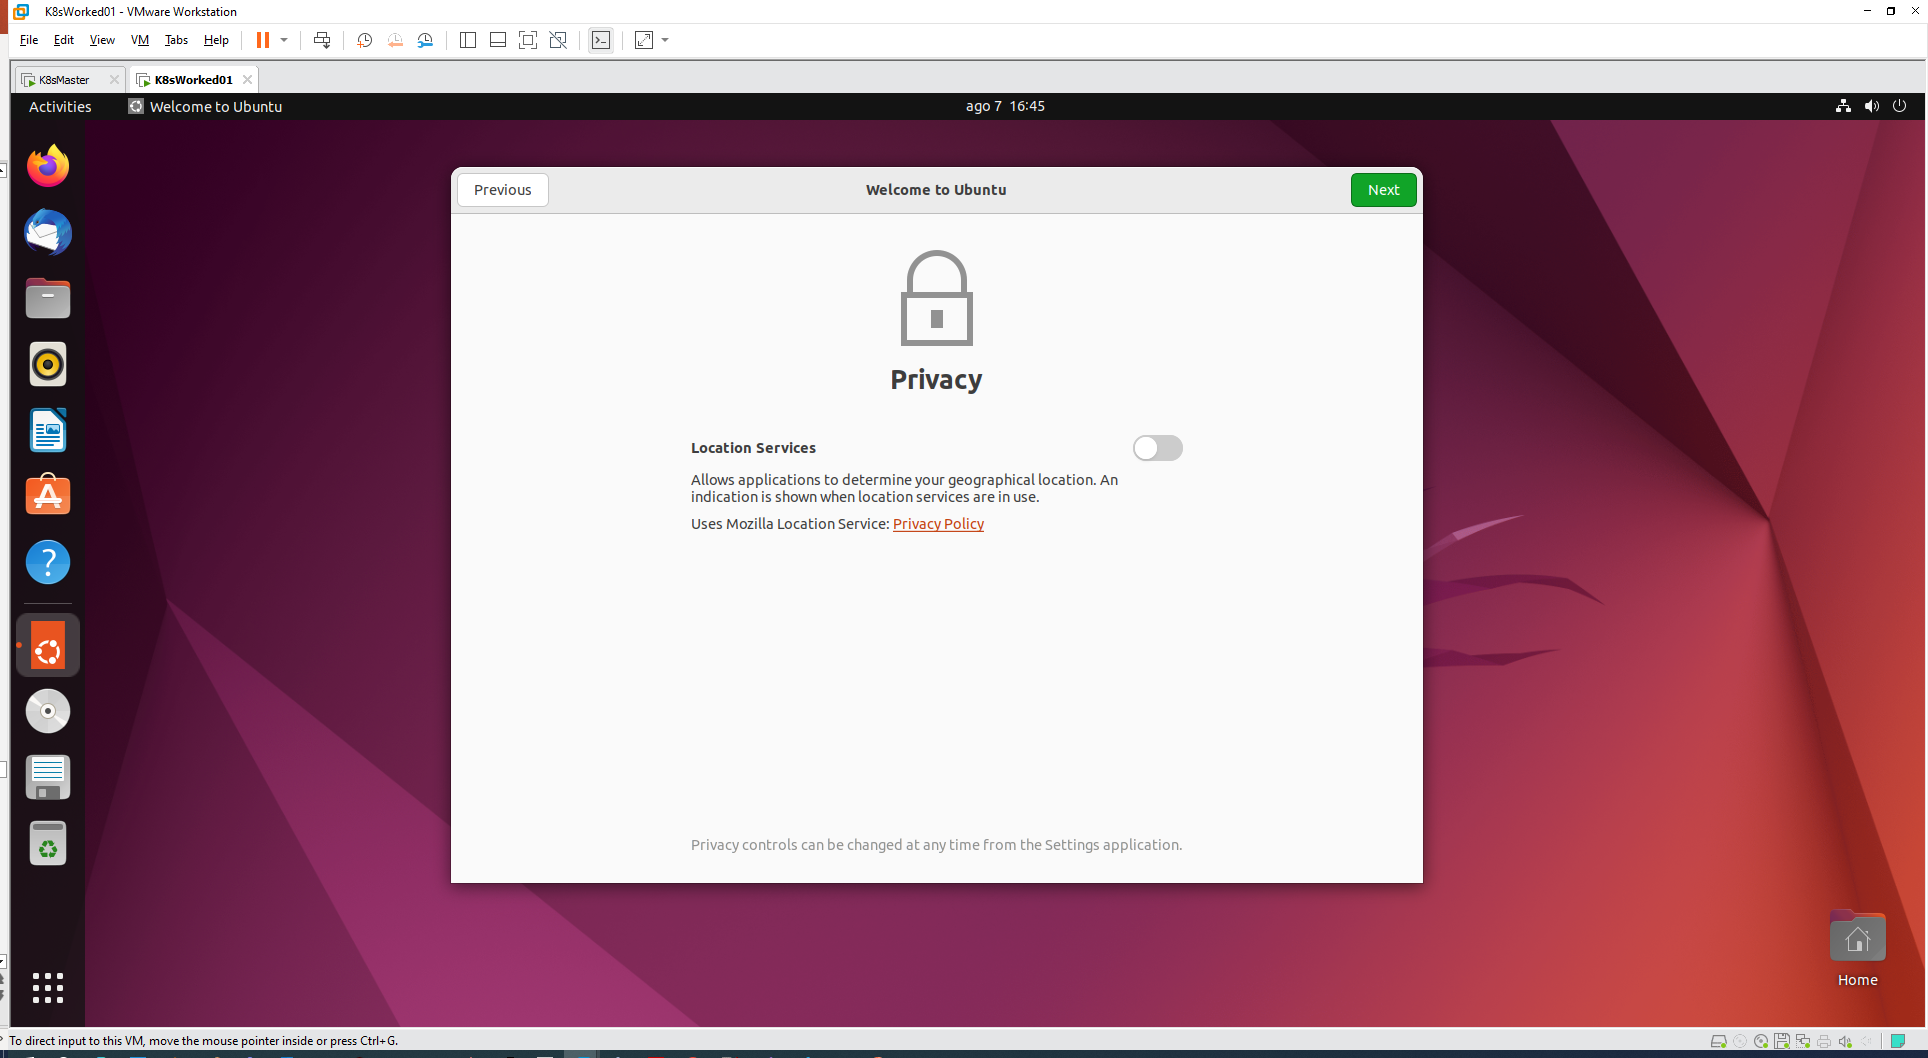 K8sWorked01 - VMware Workstation
File Edit View VM Tabs Help
K8sMaster K8sWorked01
Activities Welcome to Ubuntu ago 7 16:45
Previous Welcome to Ubuntu Next
Privacy
Location Services
Allows applications to determine your geographical location. An
indication is shown when location services are in use.
Uses Mozilla Location Service: Privacy Policy
Privacy controls can be changed at any time from the Settings application.
Home
To direct input to this VM, move the mouse pointer inside or press Ctrl+G.